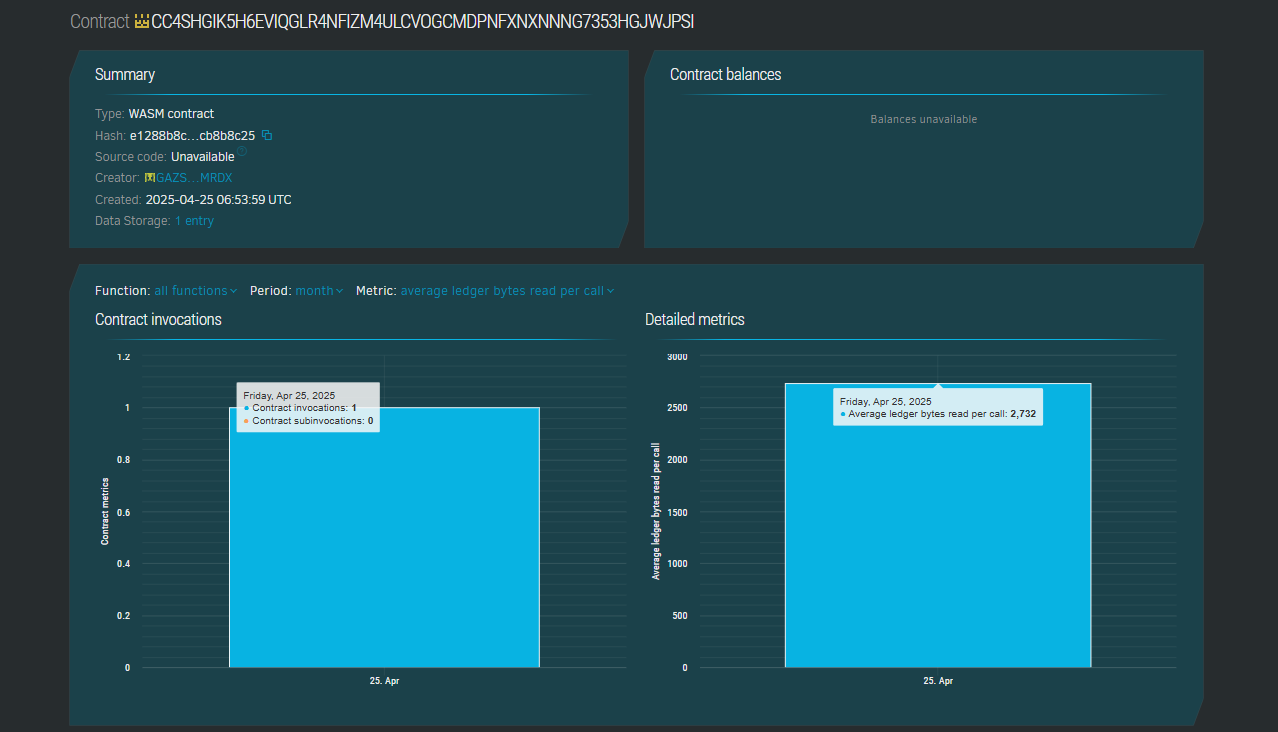 Contract CC4SHGIK5H6EVIQGLR4NFIZM4ULCVOGCMDPNFXNXNNNG7353HGJWJPSI
Summary
Type: WASM contract
Hash: e1288b8c…cb8b8c25
Source code: Unavailable
Creator: GAZS…MRDX
Created: 2025-04-25 06:53:59 UTC
Data Storage: 1 entry
Contract balances
Balances unavailable
Function: all functions Period: month Metric: average ledger bytes read per call
Contract invocations
Contract metrics
1.2
1
0.8
0.6
0.4
0.2
0
Friday, Apr 25, 2025
Contract invocations: 1
Contract subinvocations: 0
25. Apr
Detailed metrics
Average ledger bytes read per call
3000
2500
2000
1500
1000
500
0
Friday, Apr 25, 2025
Average ledger bytes read per call: 2,732
25. Apr